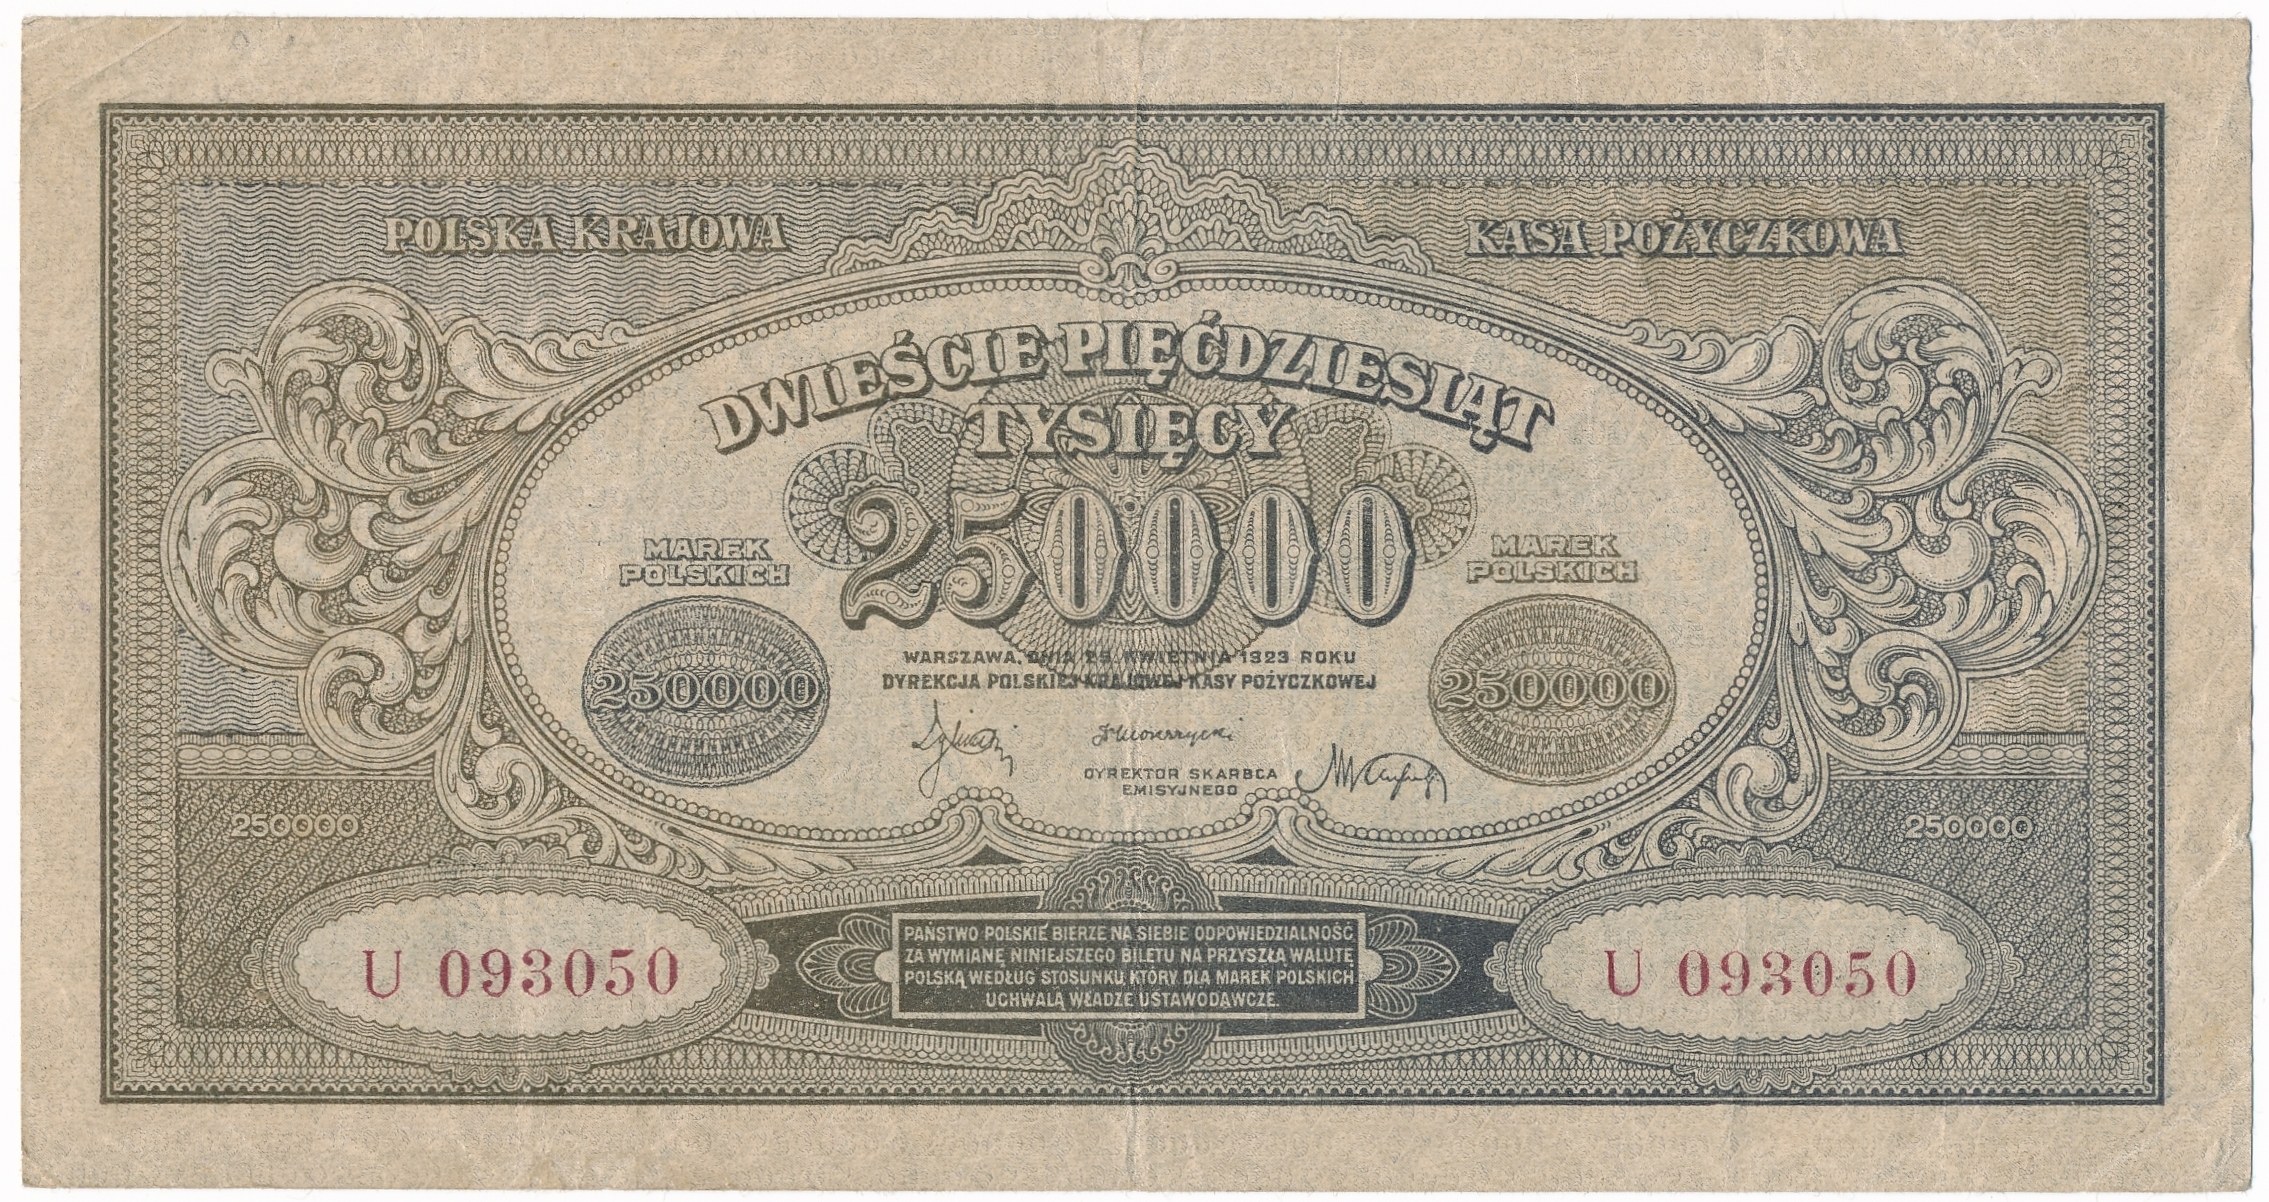 POLSKA KRAJOWA KASA POŻYCZKOWA
DWIEŚCIE PIĘĆDZIESIĄT
TYSIĘCY
250000
MAREK
POLSKICH
250000
MAREK
POLSKICH
250000
WARSZAWA, DNIA 25 KWIETNIA 1923 ROKU
DYREKCJA POLSKIEJ KRAJOWEJ KASY POŻYCZKOWEJ
DYREKTOR SKARBCA
EMISYJNEGO
250000
250000
U 093050
PAŃSTWO POLSKIE BIERZE NA SIEBIE ODPOWIEDZIALNOŚĆ
ZA WYMIANĘ NINIEJSZEGO BILETU NA PRZYSZŁĄ WALUTĘ
POLSKĄ WEDŁUG STOSUNKU, KTÓRY DLA MAREK POLSKICH
UCHWALĄ WŁADZE USTAWODAWCZE.
U 093050